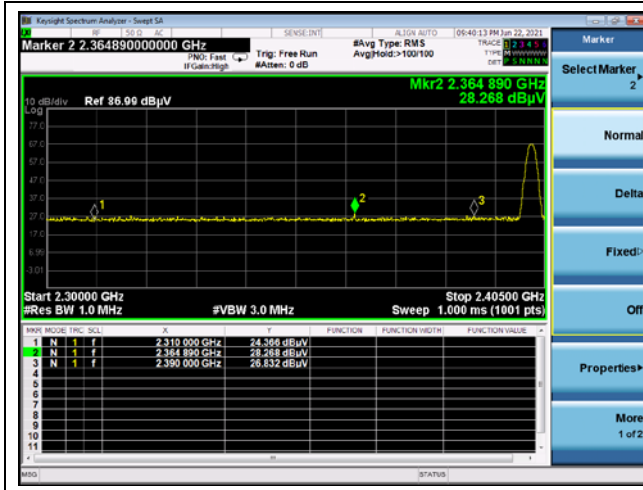 Keysight Spectrum Analyzer - Swept SA
RF 50 Ω AC SENSE:INT ALIGN AUTO 09:40:13 PM Jun 22, 2021
Marker 2 2.364890000000 GHz
PNO: Fast
IFGain:High
Trig: Free Run
#Atten: 0 dB
#Avg Type: RMS
Avg|Hold:>100/100
TRACE 1 2 3 4 5 6
TYPE M WWWWW
DET P S N N N N
Mkr2 2.364 890 GHz
28.268 dBµV
10 dB/div Ref 86.99 dBµV
Log
77.0
67.0
57.0
47.0
37.0
27.0
17.0
6.99
-3.01
1
2
3
Start 2.30000 GHz Stop 2.40500 GHz
#Res BW 1.0 MHz #VBW 3.0 MHz Sweep 1.000 ms (1001 pts)
MKR MODE TRC SCL X Y FUNCTION FUNCTION WIDTH FUNCTION VALUE
1 N 1 f 2.310 000 GHz 24.366 dBµV
2 N 1 f 2.364 890 GHz 28.268 dBµV
3 N 1 f 2.390 000 GHz 26.832 dBµV
4
5
6
7
8
9
10
11
MSG STATUS
Marker
Select Marker
2
Normal
Delta
Fixed
Off
Properties
More
1 of 2